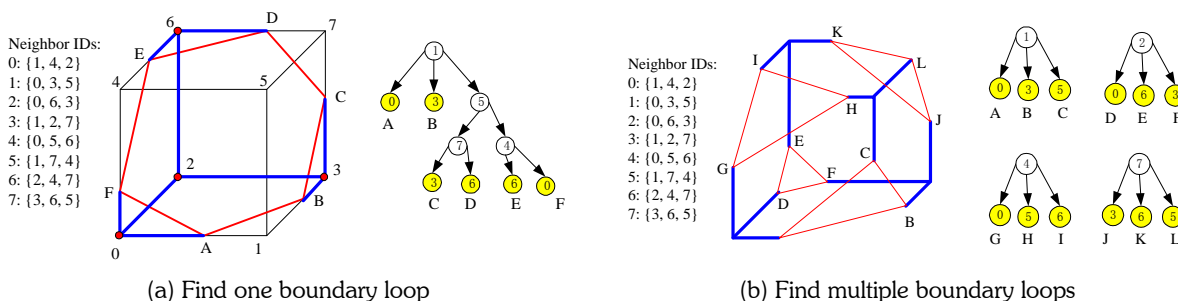 Neighbor IDs:
0: {1, 4, 2}
1: {0, 3, 5}
2: {0, 6, 3}
3: {1, 2, 7}
4: {0, 5, 6}
5: {1, 7, 4}
6: {2, 4, 7}
7: {3, 6, 5}
6 D 7
E
4 5
C
2 3
F B
0 A 1
1
0 3 5
A B
7 4
3 6 6 0
C D E F
(a) Find one boundary loop
Neighbor IDs:
0: {1, 4, 2}
1: {0, 3, 5}
2: {0, 6, 3}
3: {1, 2, 7}
4: {0, 5, 6}
5: {1, 7, 4}
6: {2, 4, 7}
7: {3, 6, 5}
K
I L
H
J
E
G C
F
D
B
1 2
0 3 5 0 6 3
A B C D E F
4 7
0 5 6 3 6 5
G H I J K L
(b) Find multiple boundary loops